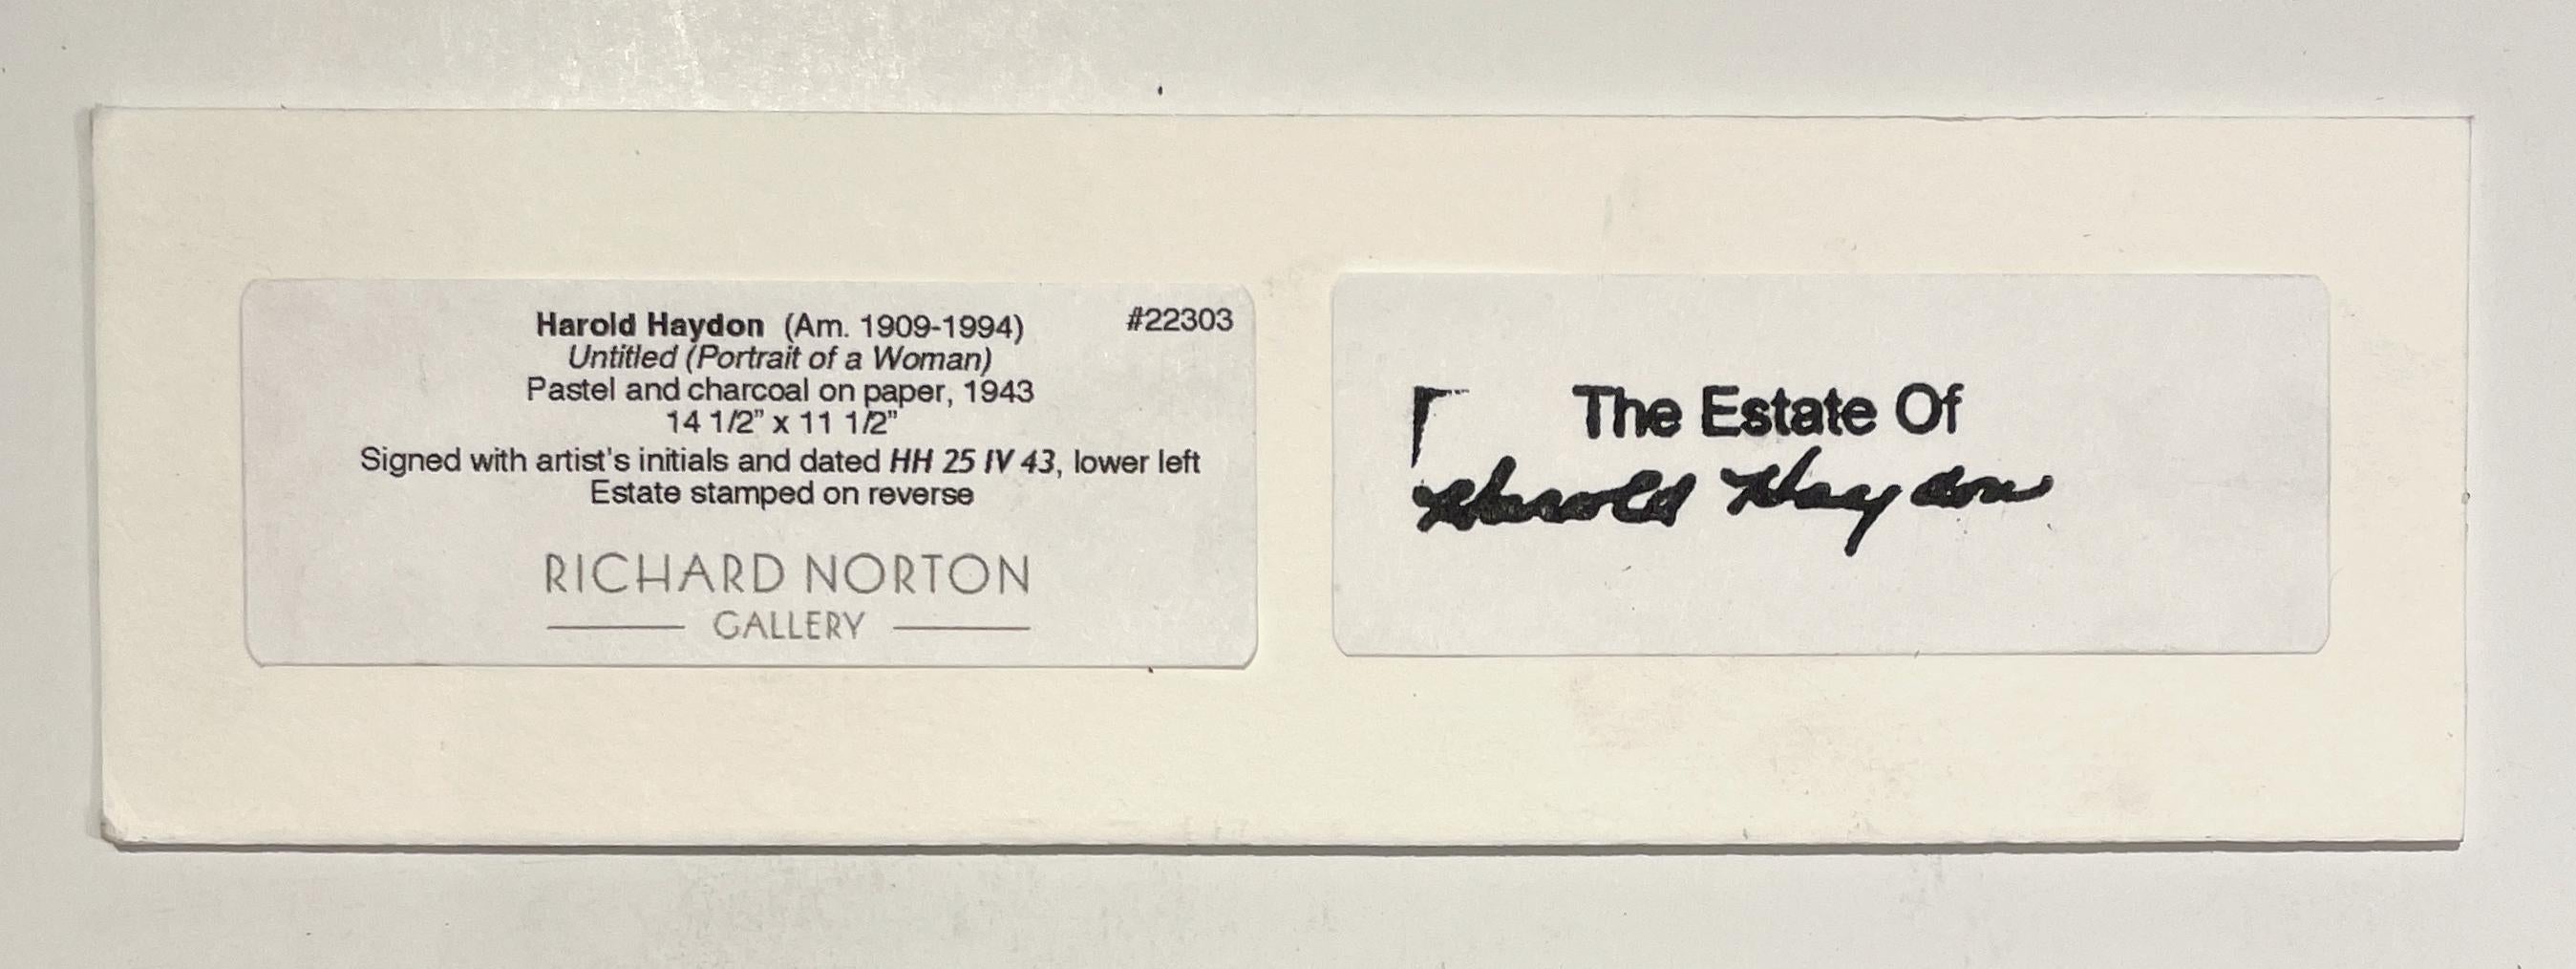 Harold Haydon (Am. 1909-1994) #22303
Untitled (Portrait of a Woman)
Pastel and charcoal on paper, 1943
14 1/2" x 11 1/2"
Signed with artist's initials and dated HH 25 IV 43, lower left
Estate stamped on reverse
RICHARD NORTON
GALLERY
The Estate Of
Harold Haydon